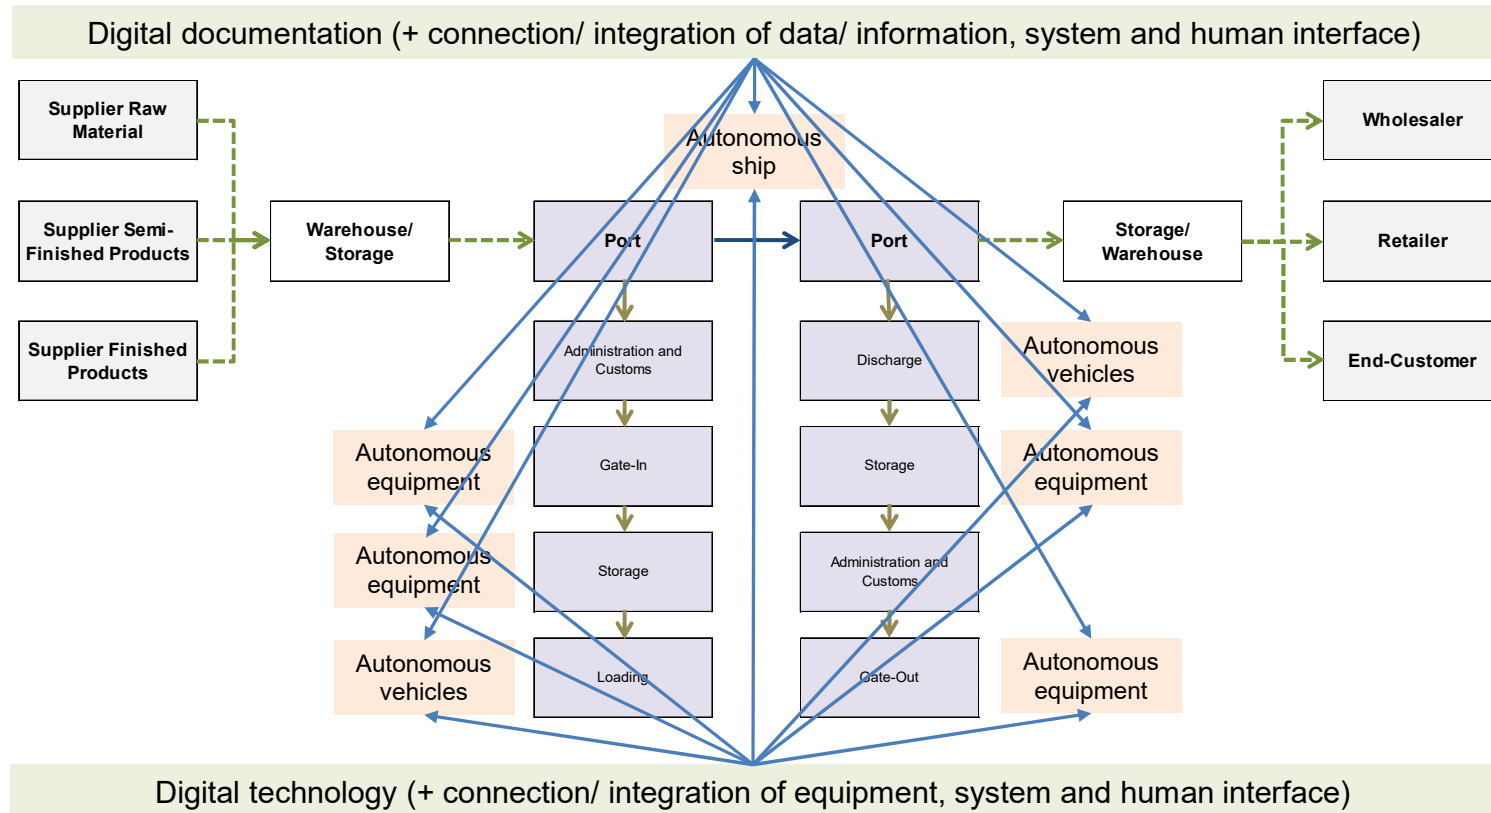 Digital documentation (+ connection/ integration of data/ information, system and human interface)
Supplier Raw
Material
Autonomous
ship
Wholesaler
Supplier Semi-
Finished Products
Warehouse/
Storage
Port
Port
Storage/
Warehouse
Retailer
Supplier Finished
Products
Administration and
Customs
Discharge
Autonomous
vehicles
End-Customer
Autonomous
equipment
Gate-In
Storage
Autonomous
equipment
Autonomous
equipment
Storage
Administration and
Customs
Autonomous
vehicles
Loading
Gate-Out
Autonomous
equipment
Digital technology (+ connection/ integration of equipment, system and human interface)